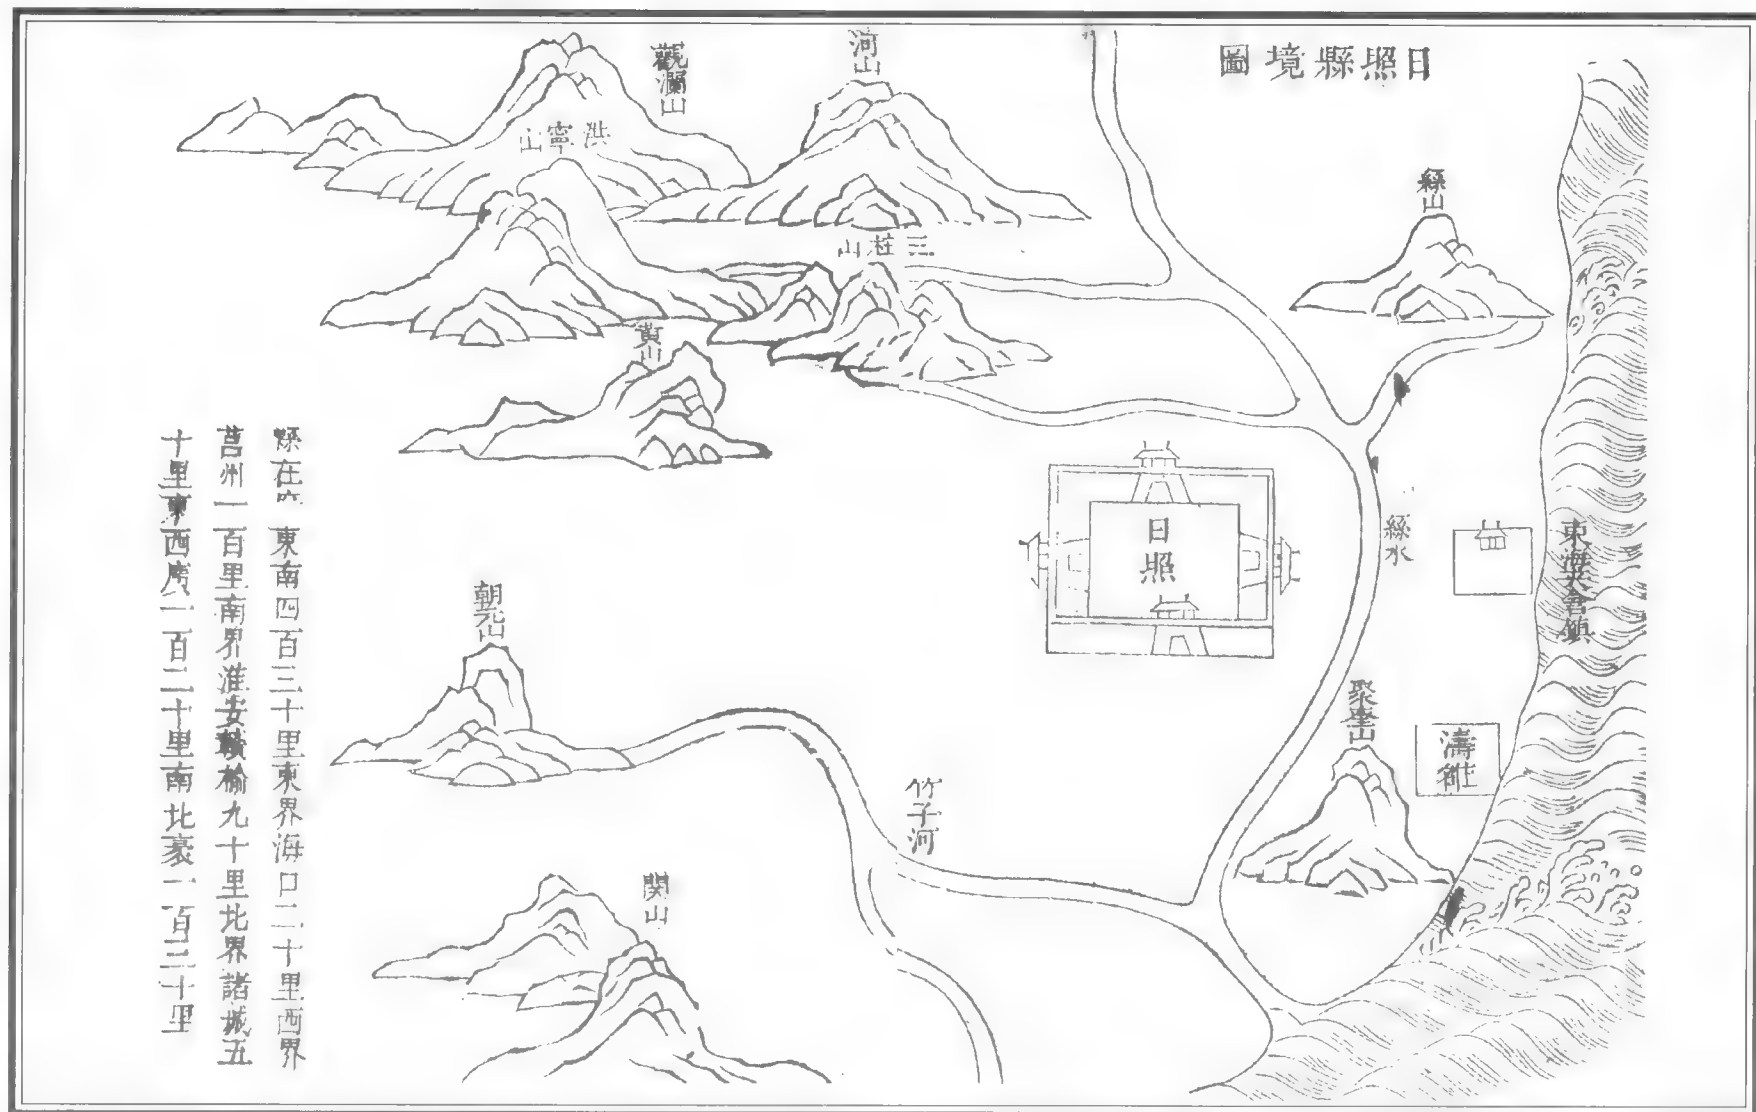 日照縣境圖
絲山
河山
觀瀾山
洪寧山
三柱山
黃山
日照
絲水
東海夾倉鎮
濤雒
聚奎山
朝元山
竹子河
関山
縣在府東南四百三十里東界海口二十里西界
莒州一百里南界淮安贛榆九十里北界諸城五
十里東西廣一百二十里南北袤一百三十里